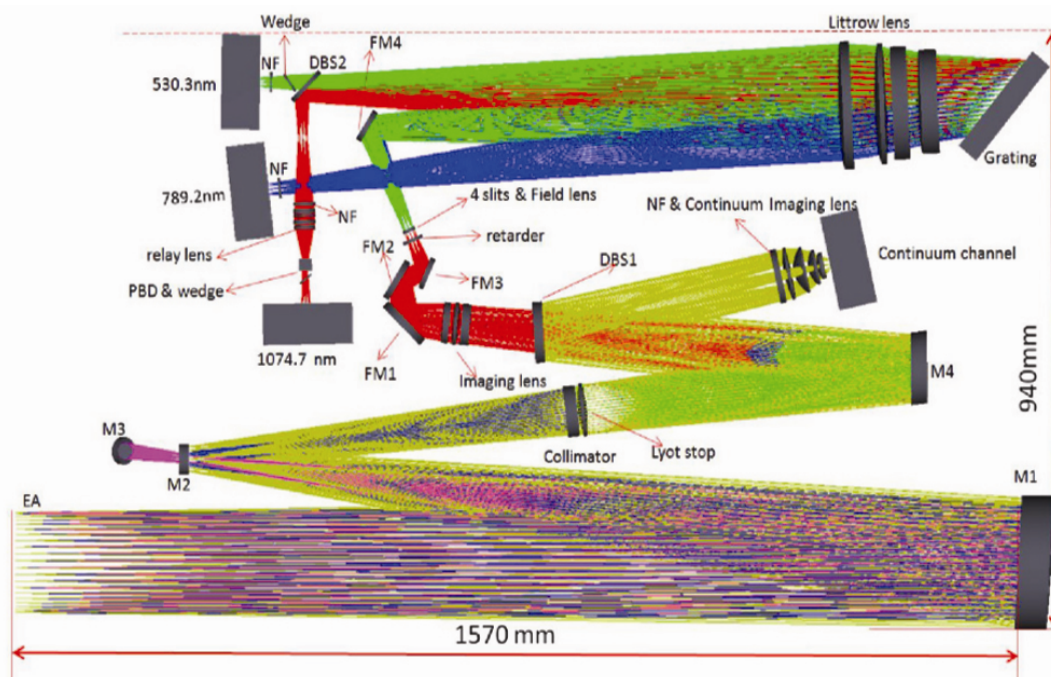 Wedge
FM4
Littrow lens
NF
DBS2
530.3nm
Grating
NF
789.2nm
4 slits & Field lens
NF & Continuum Imaging lens
NF
retarder
relay lens
FM2
DBS1
Continuum channel
FM3
PBD & wedge
1074.7 nm
FM1
Imaging lens
M4
940mm
M3
Lyot stop
Collimator
M2
M1
EA
1570 mm